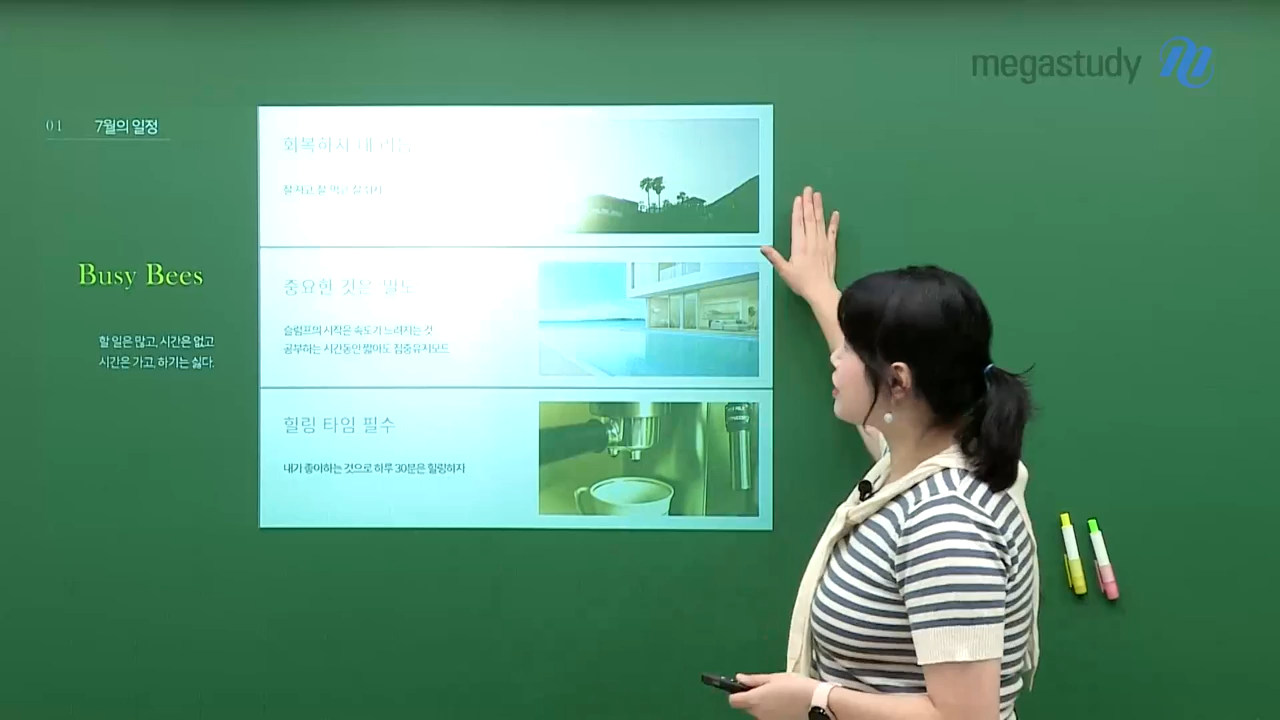 megastudy
01 7월의 일정
Busy Bees
할 일은 많고, 시간은 없고
시간은 가고, 하기는 싫다.
회복하자
잘 자고 잘 먹고 잘 쉬자
중요한 것은 밀도
슬럼프의 시작은 속도가 느려지는 것
공부하는 시간동안 짧아도 집중유지모드
힐링 타임 필수
내가 좋아하는 것으로 하루 30분은 힐링하자